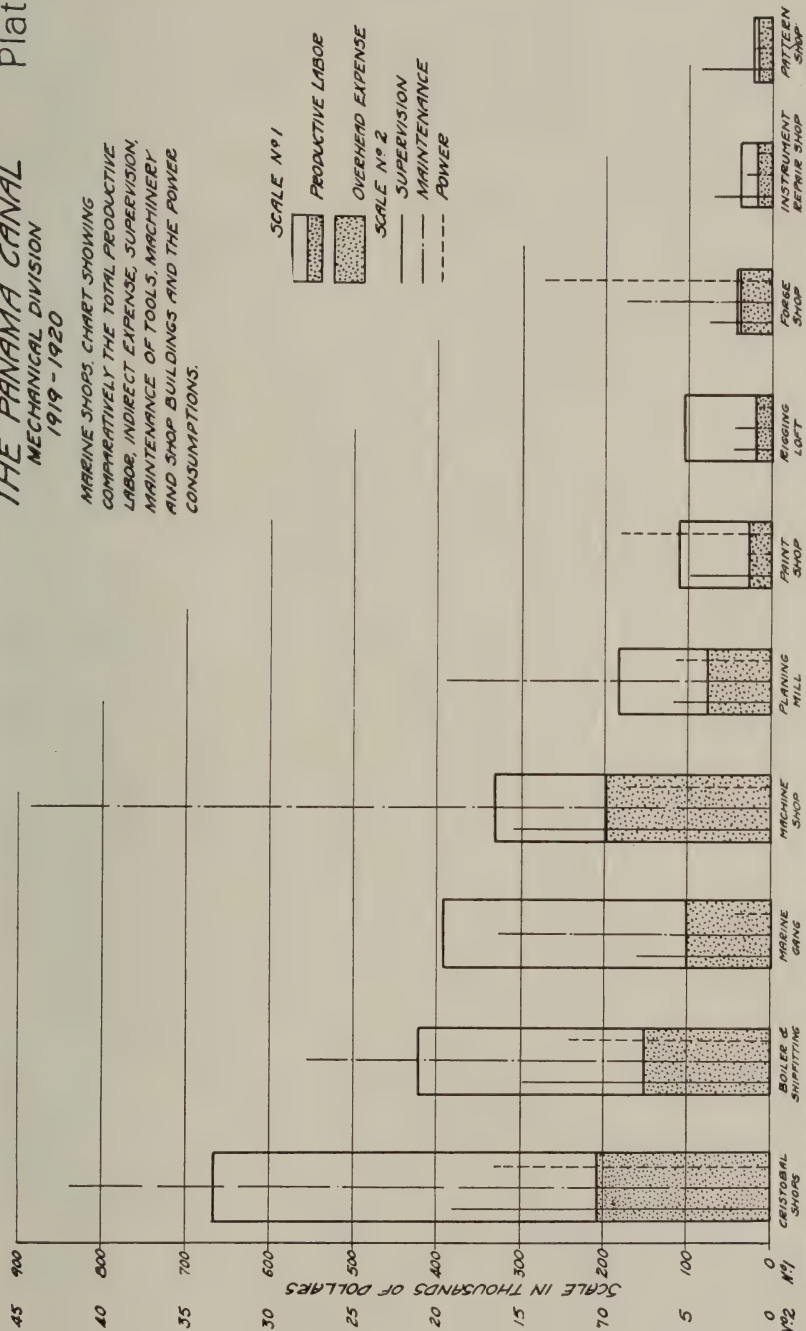 Plat
THE PANAMA CANAL
MECHANICAL DIVISION
1919-1920
MARINE SHOPS. CHART SHOWING
COMPARATIVELY THE TOTAL PRODUCTIVE
LABOR, INDIRECT EXPENSE, SUPERVISION,
MAINTENANCE OF TOOLS, MACHINERY
AND SHOP BUILDINGS AND THE POWER
CONSUMPTIONS.
SCALE Nº 1
PRODUCTIVE LABOR
OVERHEAD EXPENSE
SCALE Nº 2
SUPERVISION
MAINTENANCE
POWER
45 900
40 800
35 700
30 600
25 500
20 400
15 300
10 200
5 100
0 0
Nº2 Nº1
SCALE IN THOUSANDS OF DOLLARS
CRISTOBAL
SHOPS
BOILER &
SHIPFITTING
MARINE
GANG
MACHINE
SHOP
PLANING
MILL
PAINT
SHOP
RIGGING
LOFT
FORGE
SHOP
INSTRUMENT
REPAIR SHOP
PATTERN
SHOP